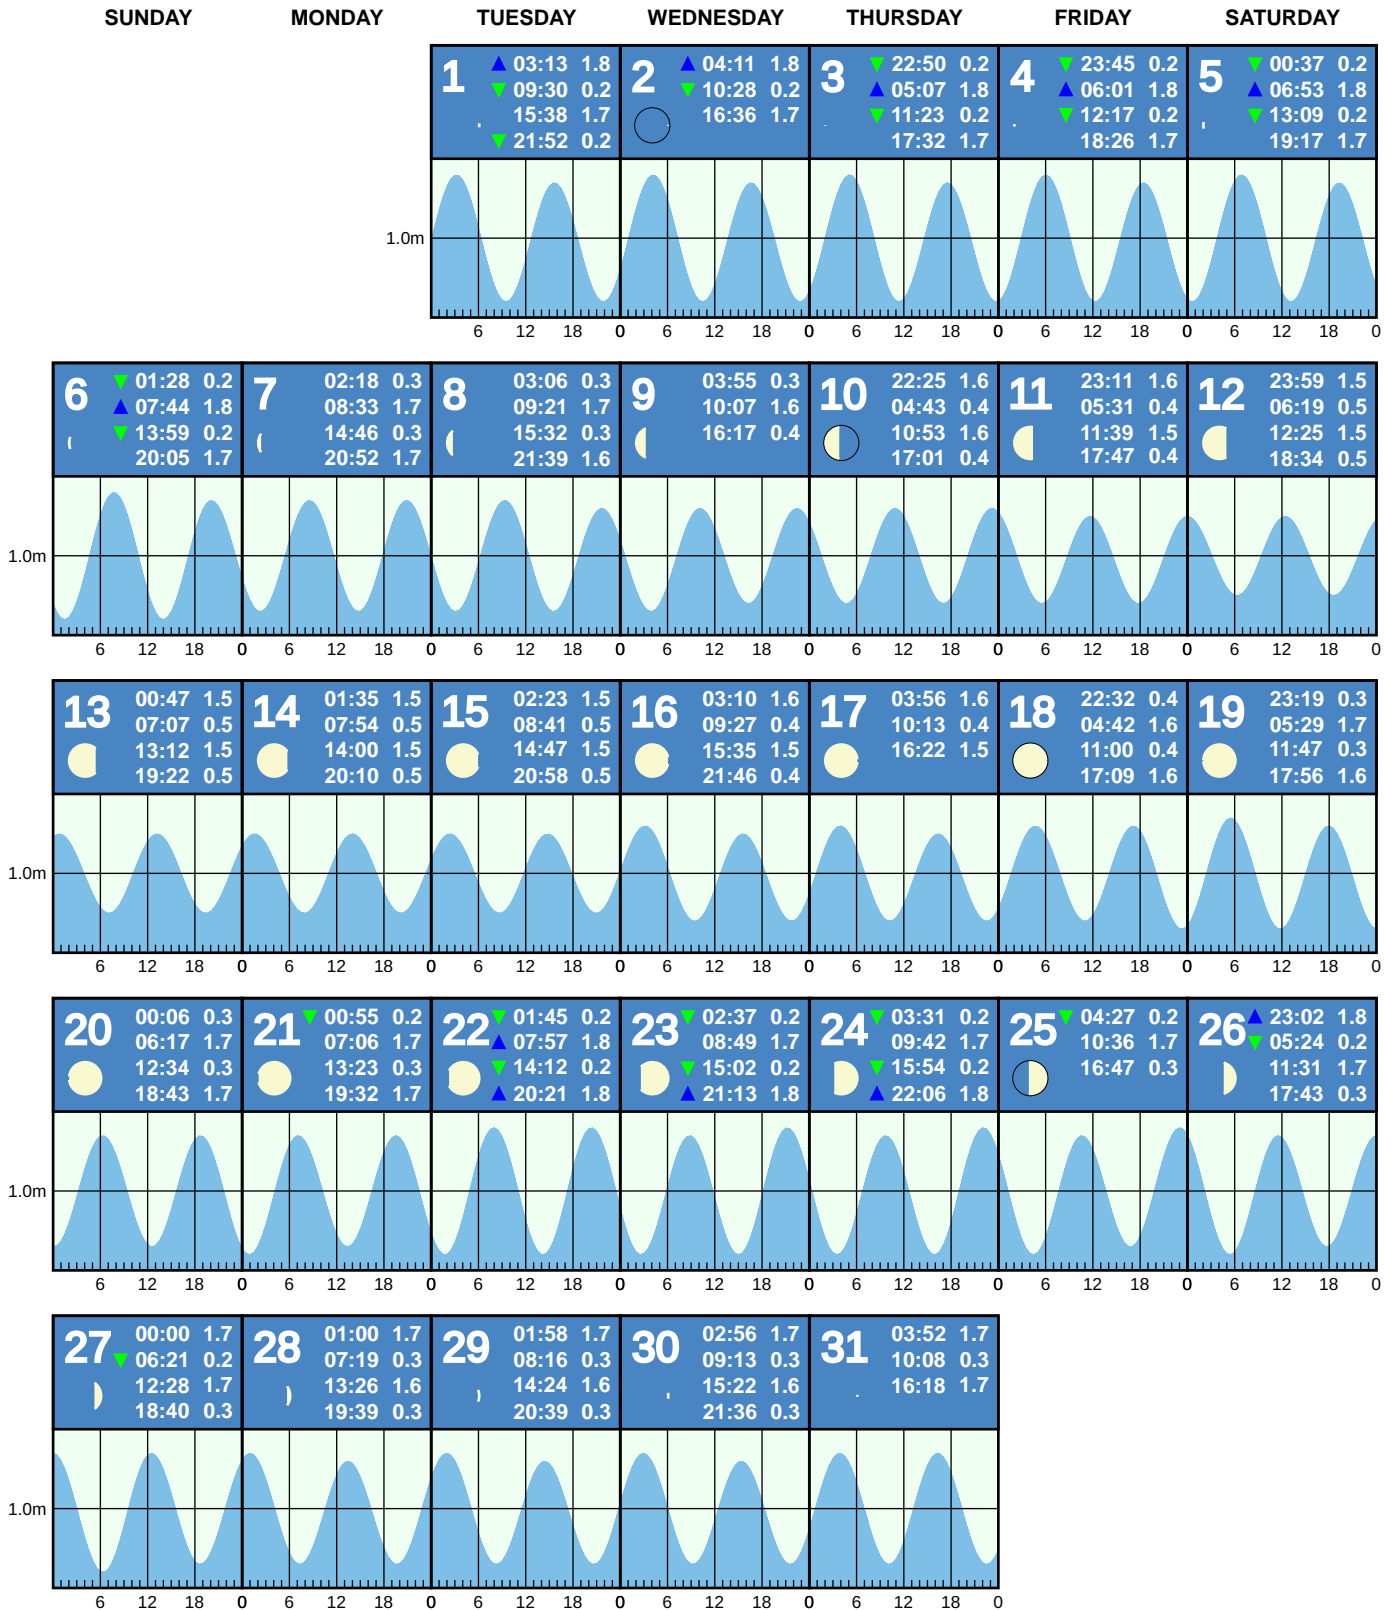 SUNDAY MONDAY TUESDAY WEDNESDAY THURSDAY FRIDAY SATURDAY
1 03:13 1.8
09:30 0.2
15:38 1.7
21:52 0.2
2 04:11 1.8
10:28 0.2
16:36 1.7
3 22:50 0.2
05:07 1.8
11:23 0.2
17:32 1.7
4 23:45 0.2
06:01 1.8
12:17 0.2
18:26 1.7
5 00:37 0.2
06:53 1.8
13:09 0.2
19:17 1.7
1.0m
6 12 18 0 6 12 18 0 6 12 18 0 6 12 18 0 6 12 18 0
6 01:28 0.2
07:44 1.8
13:59 0.2
20:05 1.7
7 02:18 0.3
08:33 1.7
14:46 0.3
20:52 1.7
8 03:06 0.3
09:21 1.7
15:32 0.3
21:39 1.6
9 03:55 0.3
10:07 1.6
16:17 0.4
10 22:25 1.6
04:43 0.4
10:53 1.6
17:01 0.4
11 23:11 1.6
05:31 0.4
11:39 1.5
17:47 0.4
12 23:59 1.5
06:19 0.5
12:25 1.5
18:34 0.5
1.0m
6 12 18 0 6 12 18 0 6 12 18 0 6 12 18 0 6 12 18 0 6 12 18 0 6 12 18 0
13 00:47 1.5
07:07 0.5
13:12 1.5
19:22 0.5
14 01:35 1.5
07:54 0.5
14:00 1.5
20:10 0.5
15 02:23 1.5
08:41 0.5
14:47 1.5
20:58 0.5
16 03:10 1.6
09:27 0.4
15:35 1.5
21:46 0.4
17 03:56 1.6
10:13 0.4
16:22 1.5
18 22:32 0.4
04:42 1.6
11:00 0.4
17:09 1.6
19 23:19 0.3
05:29 1.7
11:47 0.3
17:56 1.6
1.0m
6 12 18 0 6 12 18 0 6 12 18 0 6 12 18 0 6 12 18 0 6 12 18 0 6 12 18 0
20 00:06 0.3
06:17 1.7
12:34 0.3
18:43 1.7
21 00:55 0.2
07:06 1.7
13:23 0.3
19:32 1.7
22 01:45 0.2
07:57 1.8
14:12 0.2
20:21 1.8
23 02:37 0.2
08:49 1.7
15:02 0.2
21:13 1.8
24 03:31 0.2
09:42 1.7
15:54 0.2
22:06 1.8
25 04:27 0.2
10:36 1.7
16:47 0.3
26 23:02 1.8
05:24 0.2
11:31 1.7
17:43 0.3
1.0m
6 12 18 0 6 12 18 0 6 12 18 0 6 12 18 0 6 12 18 0 6 12 18 0 6 12 18 0
27 00:00 1.7
06:21 0.2
12:28 1.7
18:40 0.3
28 01:00 1.7
07:19 0.3
13:26 1.6
19:39 0.3
29 01:58 1.7
08:16 0.3
14:24 1.6
20:39 0.3
30 02:56 1.7
09:13 0.3
15:22 1.6
21:36 0.3
31 03:52 1.7
10:08 0.3
16:18 1.7
1.0m
6 12 18 0 6 12 18 0 6 12 18 0 6 12 18 0 6 12 18 0